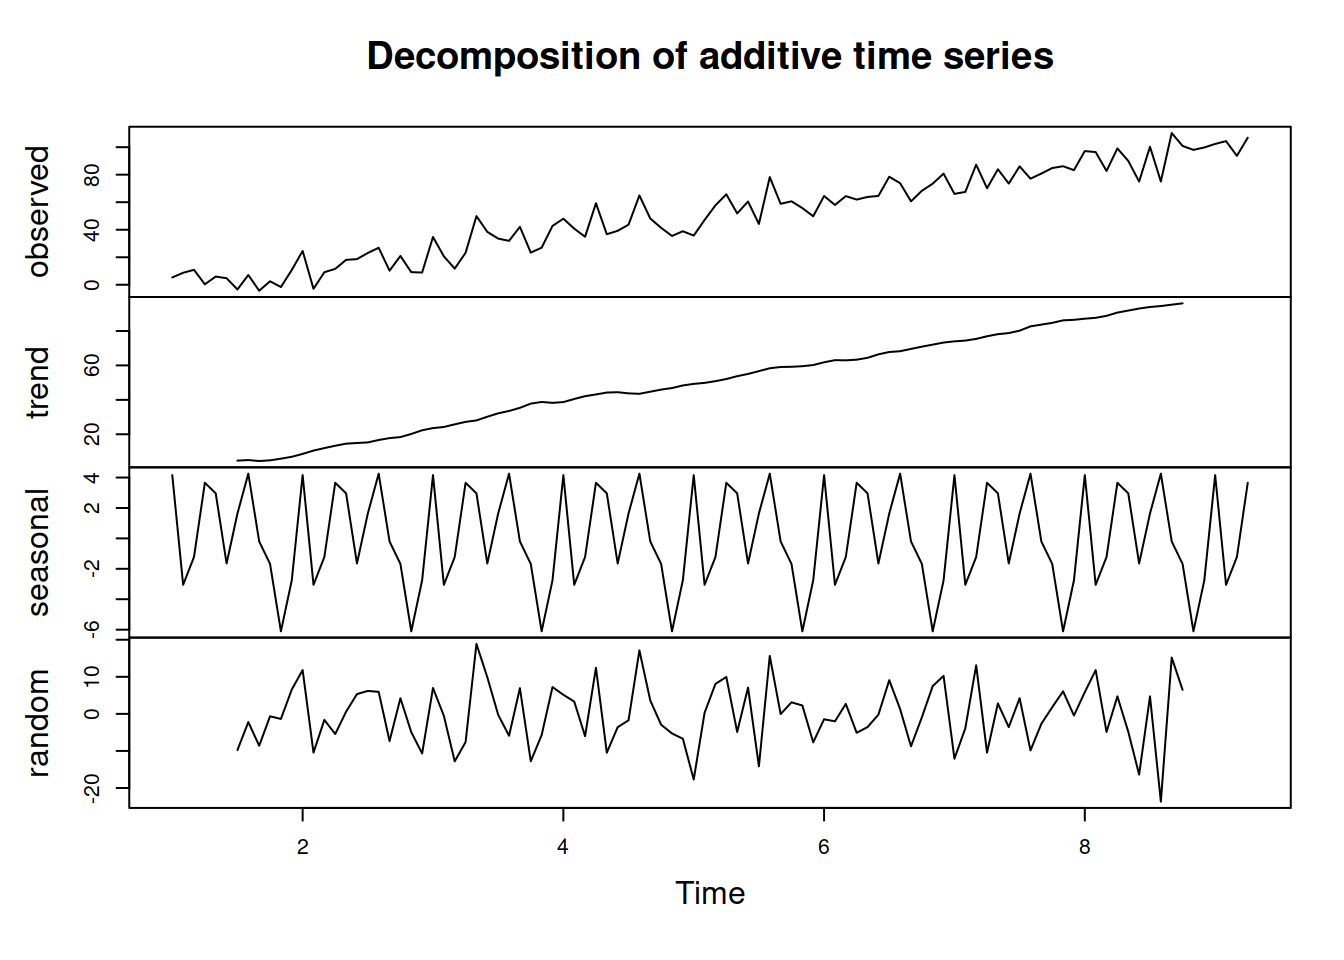 Decomposition of additive time series
observed
0 40 80
trend
20 60
seasonal
-6 -2 2 4
random
-20 0 10
2 4 6 8
Time